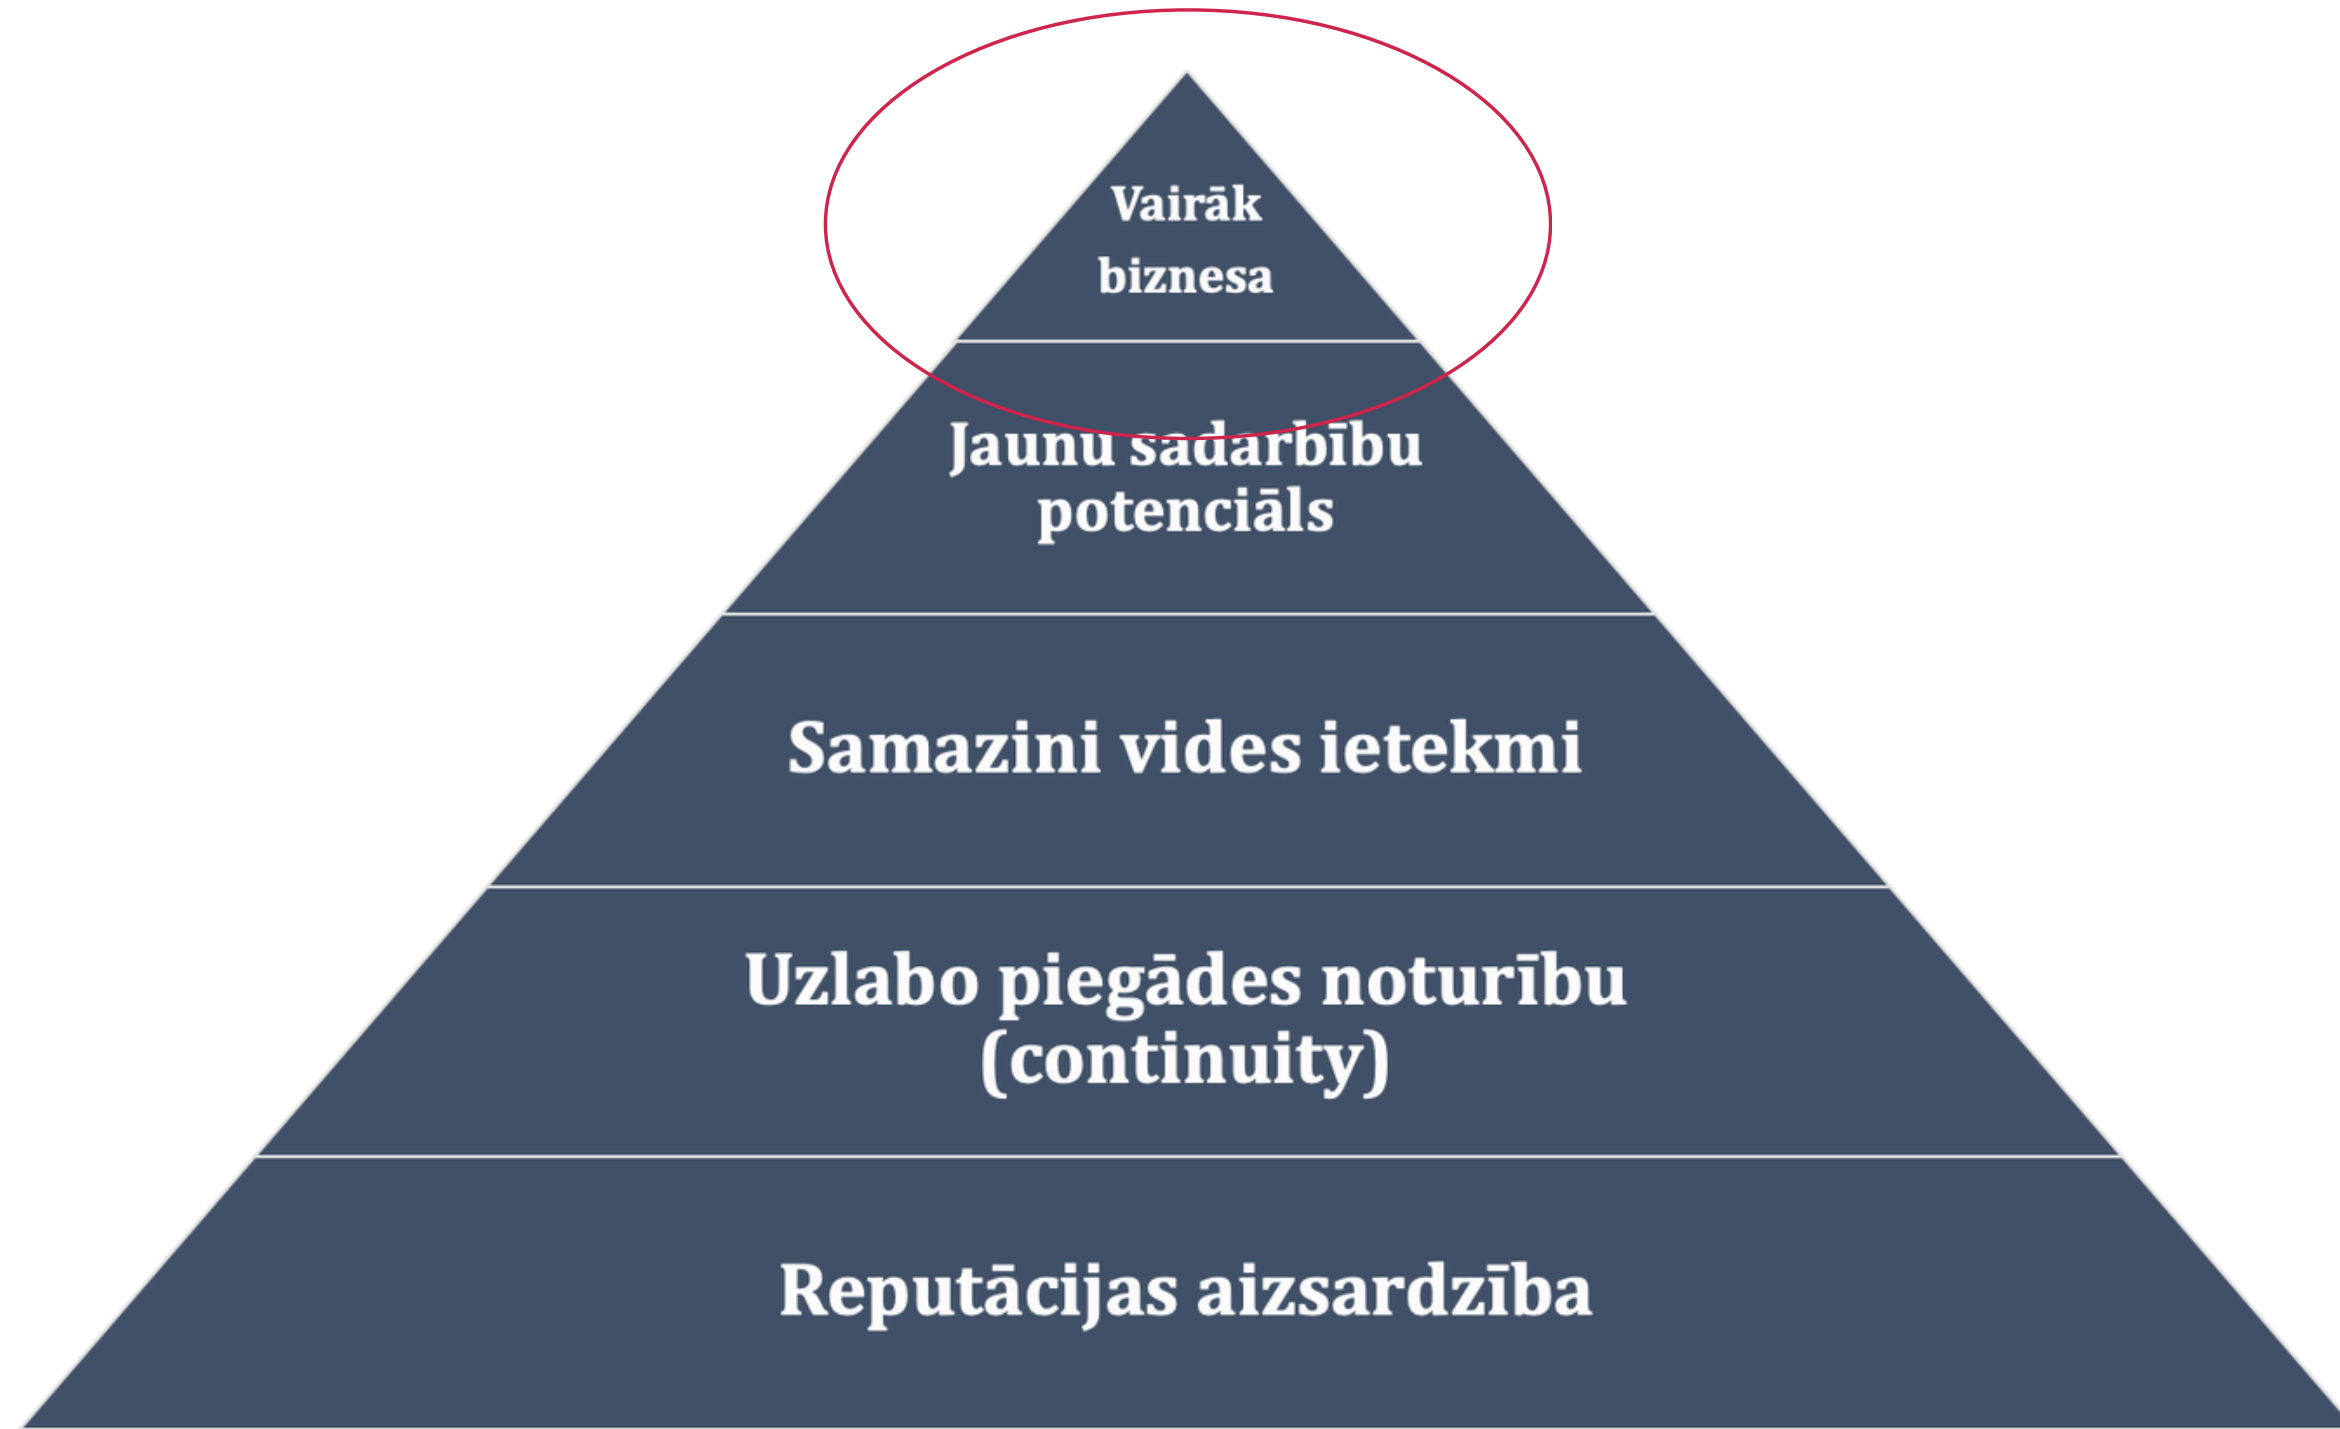 Vairāk
biznesa
Jaunu sadarbību
potenciāls
Samazini vides ietekmi
Uzlabo piegādes noturību
(continuity)
Reputācijas aizsardzība